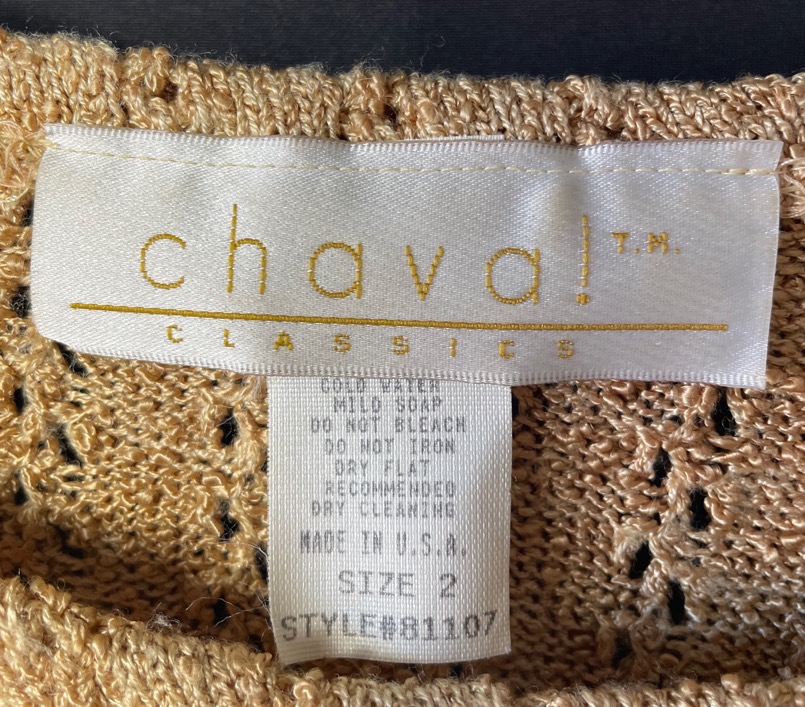 chava! T.M.
CLASSICS
COLD WATER
MILD SOAP
DO NOT BLEACH
DO NOT IRON
DRY FLAT
RECOMMENDED
DRY CLEANING
MADE IN U.S.A.
SIZE 2
STYLE#81107